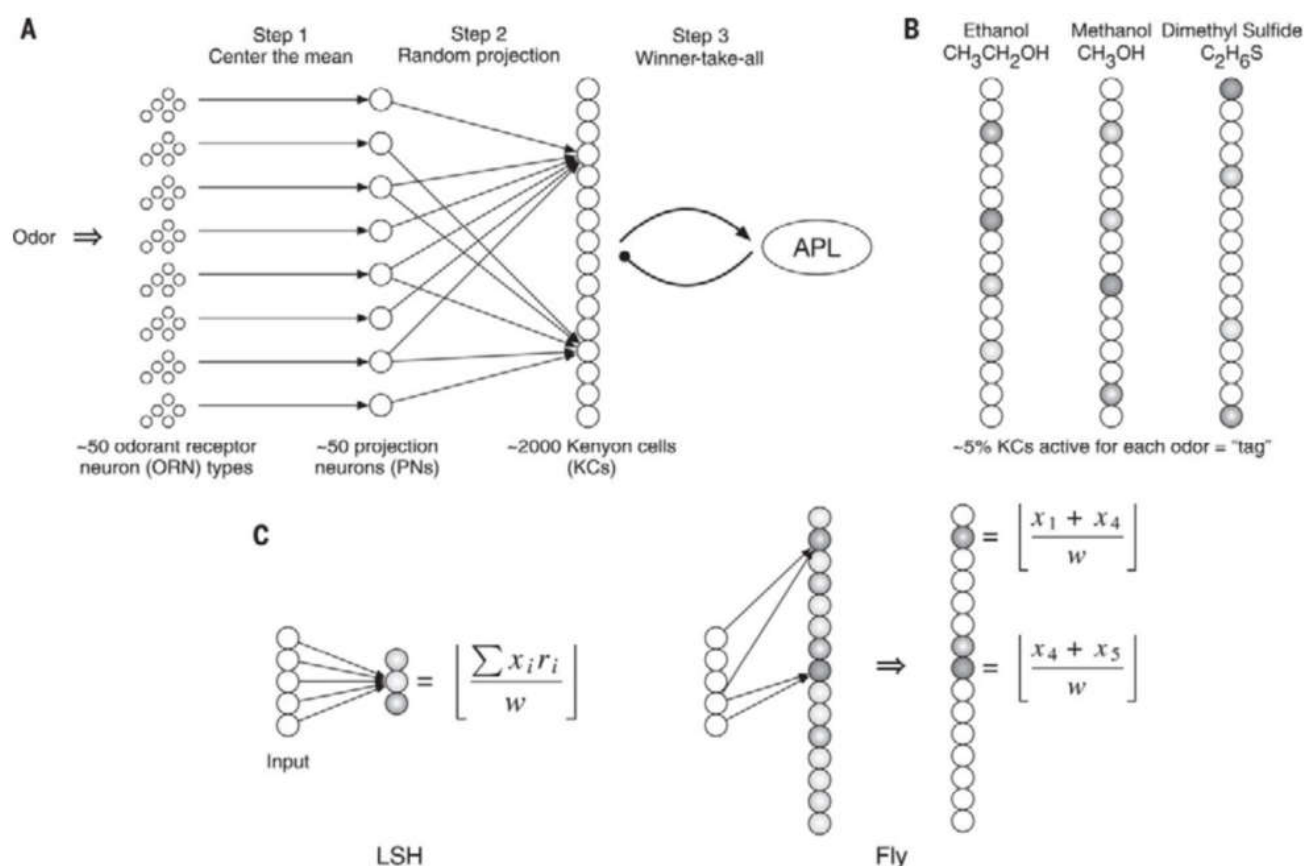 A
Step 1
Center the mean
Step 2
Random projection
Step 3
Winner-take-all
Odor ⇒
APL
~50 odorant receptor
neuron (ORN) types
~50 projection
neurons (PNs)
~2000 Kenyon cells
(KCs)
B
Ethanol
CH₃CH₂OH
Methanol
CH₃OH
Dimethyl Sulfide
C₂H₆S
~5% KCs active for each odor = "tag"
C
Input
= ⌊ ∑ xᵢ rᵢ / w ⌋
LSH
⇒
= ⌊ x₁ + x₄ / w ⌋
= ⌊ x₄ + x₅ / w ⌋
Fly